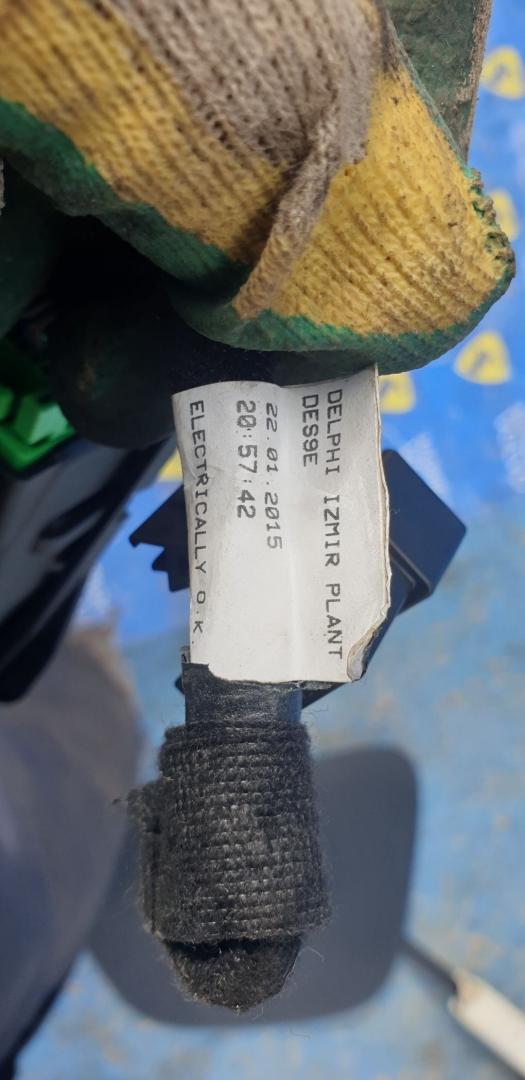 DELPHI IZMIR PLANT
DES9E
22.01.2015
20:57:42
ELECTRICALLY O.K.